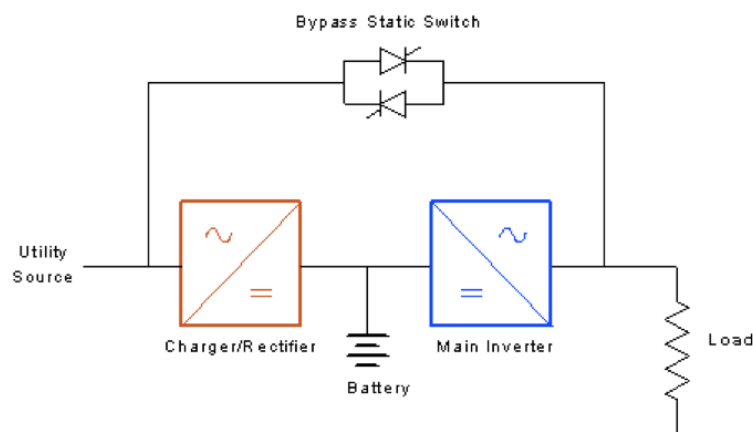 Bypass Static Switch
Utility
Source
Charger/Rectifier
Main Inverter
Load
Battery